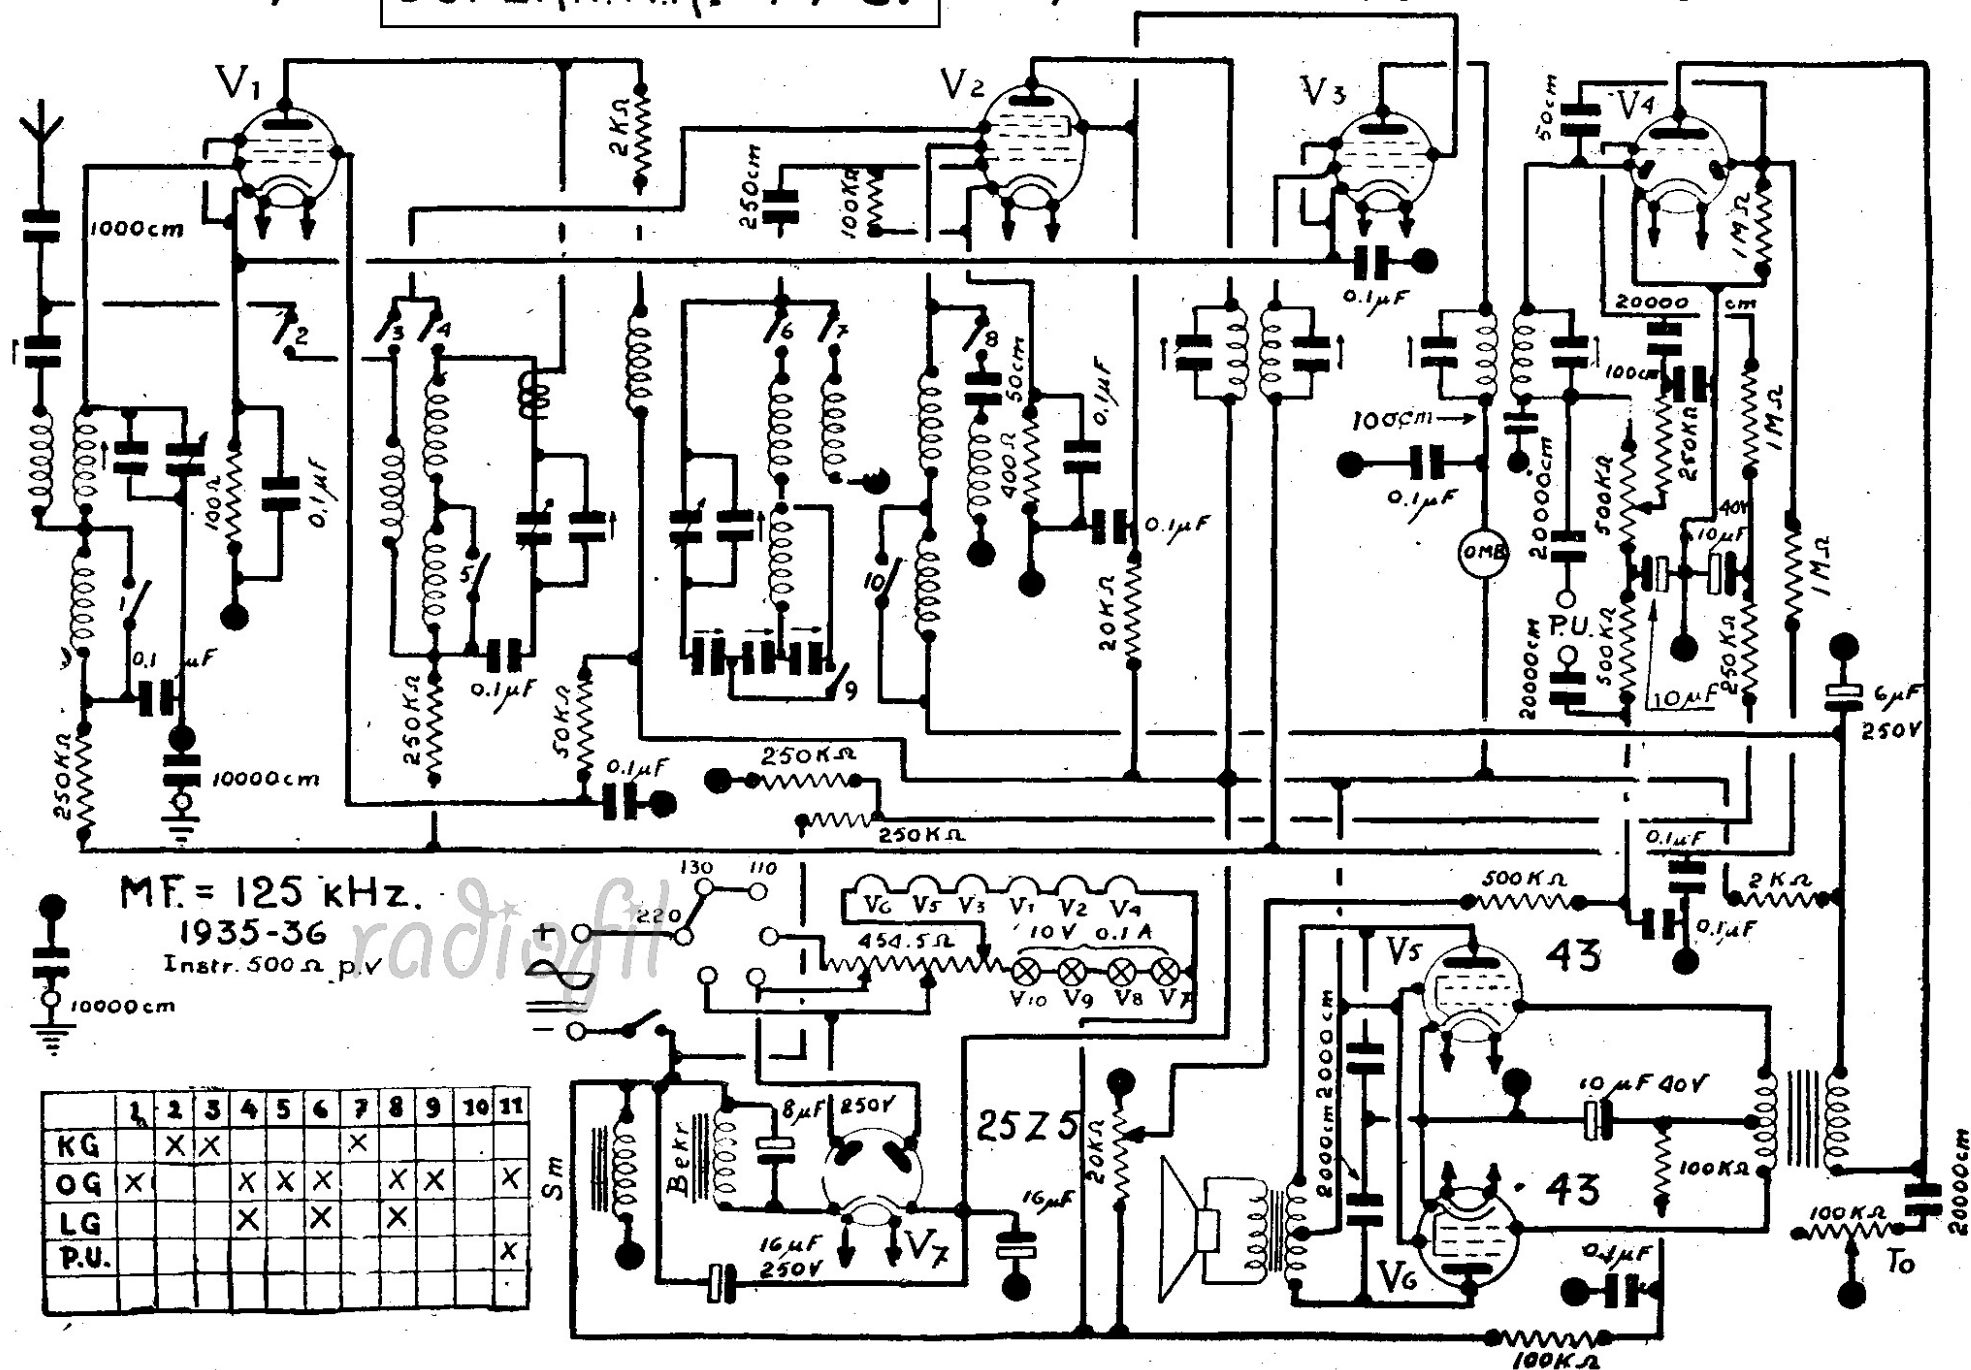 V1
V2
V3
V4
50cm
2KΩ
250cm
100KΩ
1MΩ
1000cm
0.1µF
20000 cm
2
3
4
6
7
8
50cm
0.1µF
100cm
100cm
250KΩ
1MΩ
100Ω
0.1µF
400Ω
0.1µF
0.1µF
20000cm
500KΩ
40V
10µF
OMB
1MΩ
5
10
1
0.1 µF
0.1µF
250KΩ
50KΩ
9
20KΩ
P.U.
20000cm
500KΩ
10µF
250KΩ
6µF
250V
250KΩ
10000cm
0.1µF
250KΩ
250KΩ
0.1µF
MF. = 125 kHz.
1935-36
Instr. 500Ω p.V
radiofil
10000cm
130
110
220
+
−
V6 V5 V3 V1 V2 V4
454.5Ω
10V 0.1A
V10 V9 V8 V7
500KΩ
2KΩ
0.1µF
V5
43
2000cm
2000cm
10µF 40V
1 2 3 4 5 6 7 8 9 10 11
KG X X X
OG X X X X X X X
LG X X X
P.U. X
Sm
Bekr
8µF 250V
25Z5
20KΩ
16µF
16µF
250V
V7
43
V6
100KΩ
0.1µF
100KΩ
100KΩ
To
20000cm